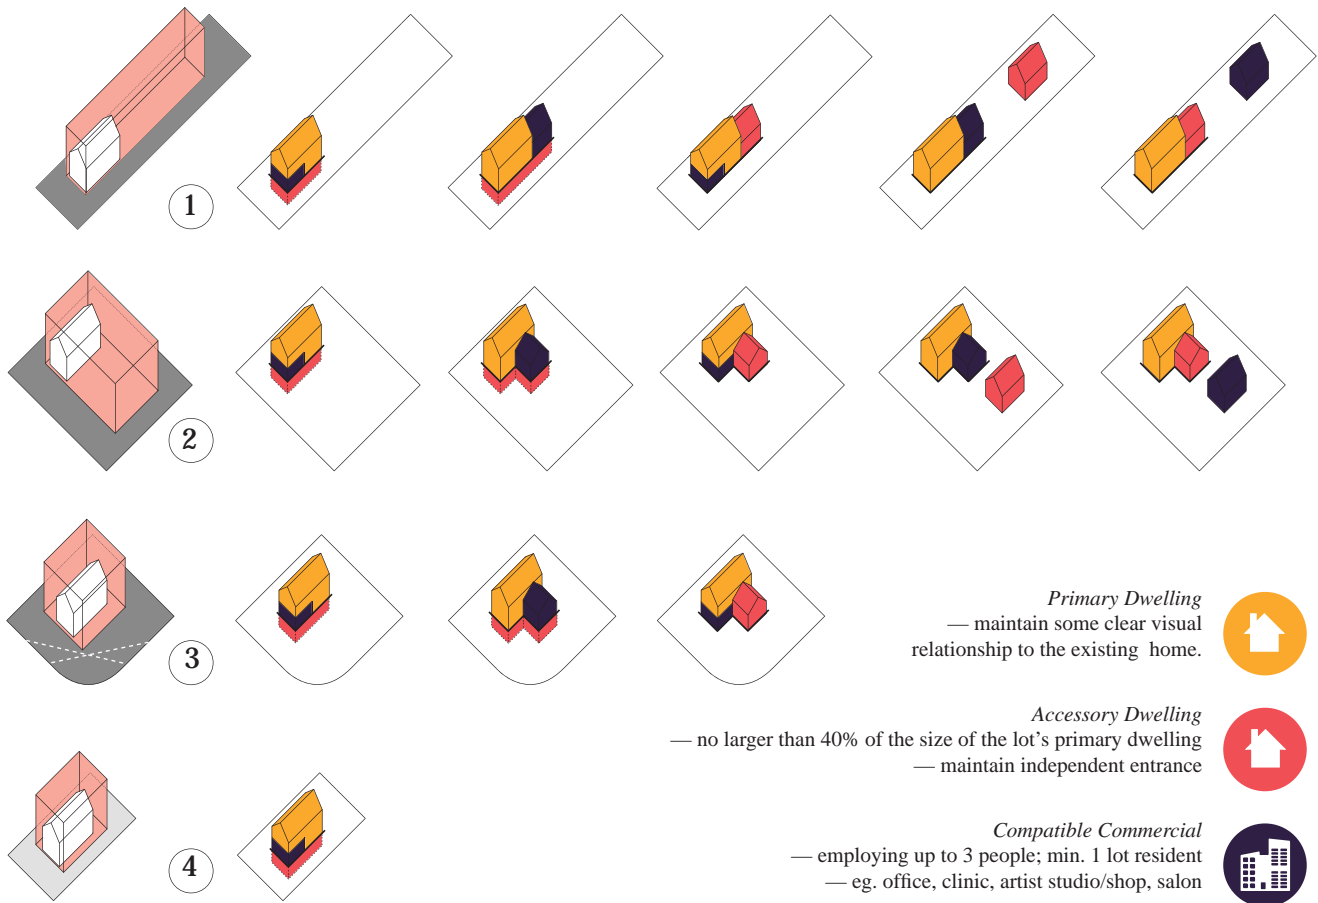 1
2
3
Primary Dwelling
— maintain some clear visual
relationship to the existing home.
Accessory Dwelling
— no larger than 40% of the size of the lot’s primary dwelling
— maintain independent entrance
4
Compatible Commercial
— employing up to 3 people; min. 1 lot resident
— eg. office, clinic, artist studio/shop, salon